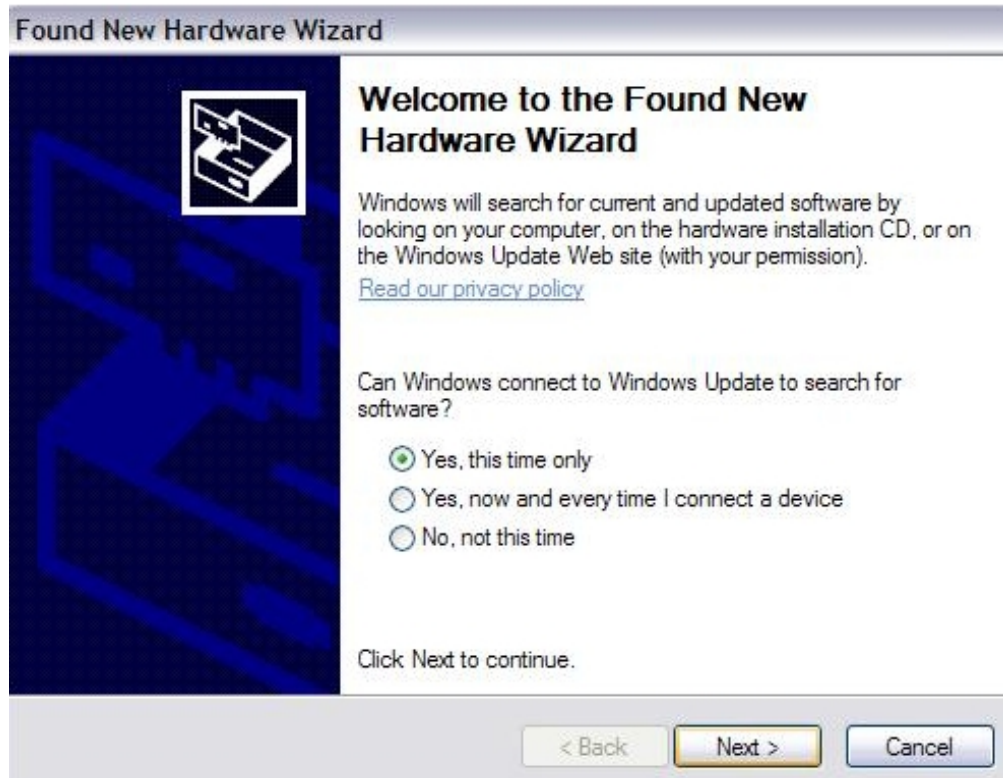 Found New Hardware Wizard
Welcome to the Found New
Hardware Wizard
Windows will search for current and updated software by
looking on your computer, on the hardware installation CD, or on
the Windows Update Web site (with your permission).
Read our privacy policy
Can Windows connect to Windows Update to search for
software?
Yes, this time only
Yes, now and every time I connect a device
No, not this time
Click Next to continue.
< Back Next > Cancel